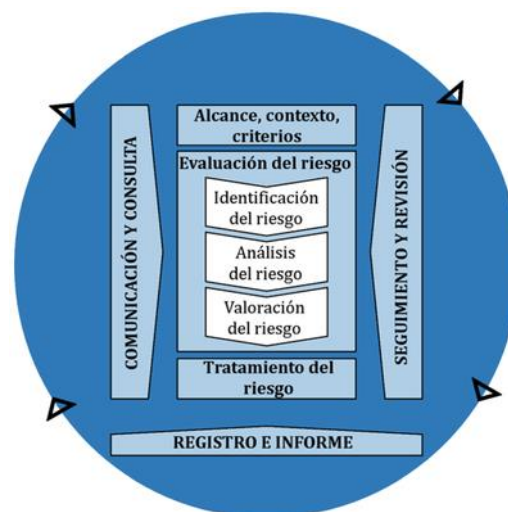 Alcance, contexto,
criterios
Evaluación del riesgo
Identificación
del riesgo
Análisis
del riesgo
Valoración
del riesgo
Tratamiento del
riesgo
COMUNICACIÓN Y CONSULTA
SEGUIMIENTO Y REVISIÓN
REGISTRO E INFORME